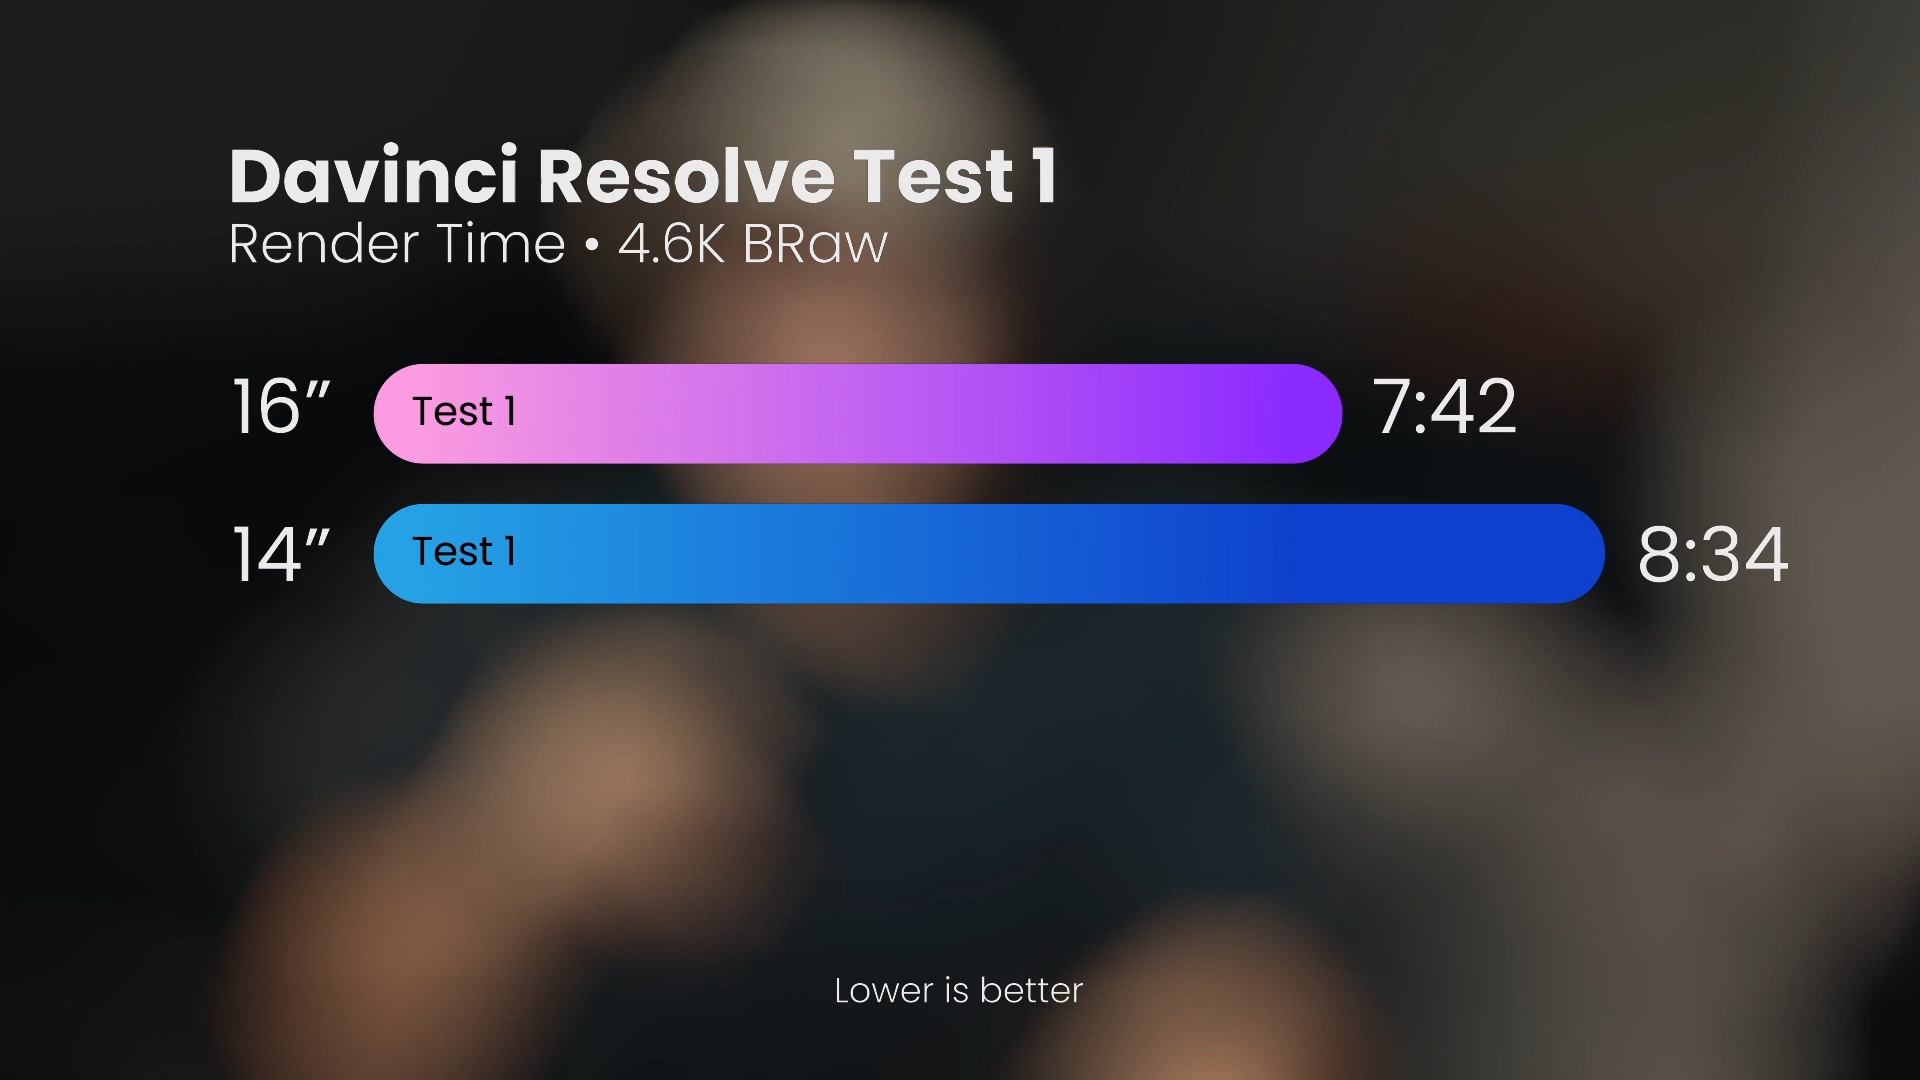 Davinci Resolve Test 1
Render Time • 4.6K BRaw
16” Test 1 7:42
14” Test 1 8:34
Lower is better